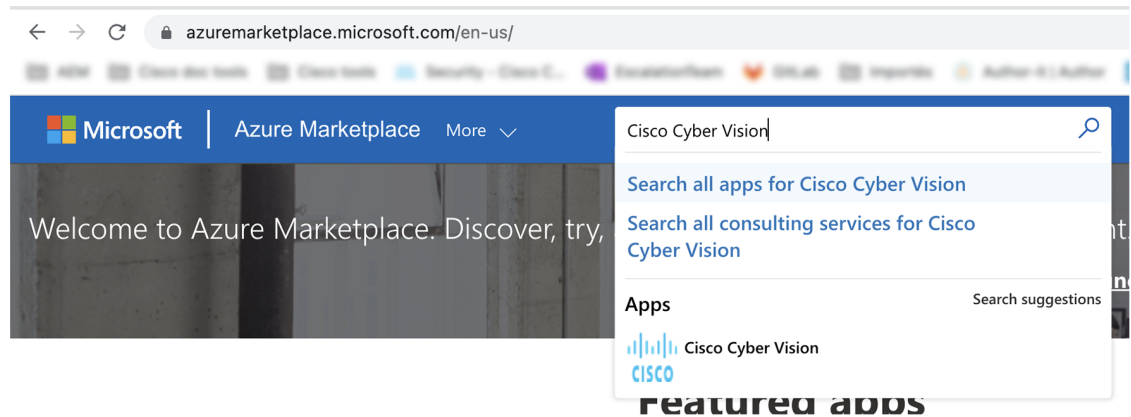 azuremarketplace.microsoft.com/en-us/
Microsoft
Azure Marketplace
More
Cisco Cyber Vision
Search all apps for Cisco Cyber Vision
Search all consulting services for Cisco
Cyber Vision
Welcome to Azure Marketplace. Discover, try,
Apps
Search suggestions
Cisco Cyber Vision
CISCO
Featured apps